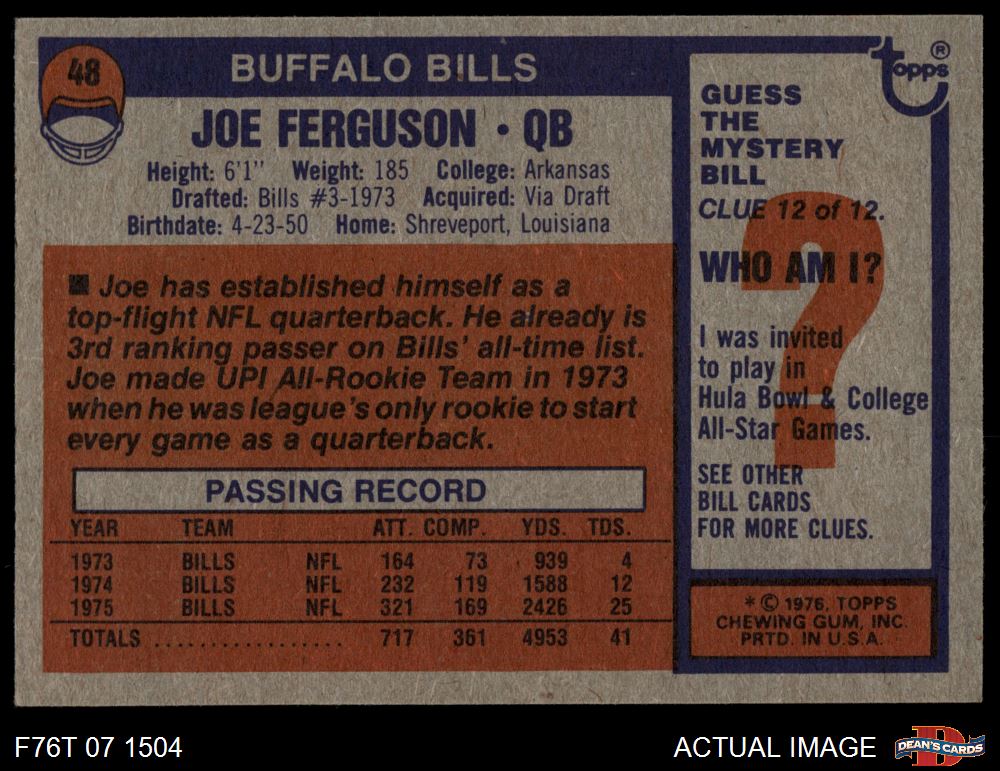 48
BUFFALO BILLS
JOE FERGUSON • QB
Height: 6'1" Weight: 185 College: Arkansas
Drafted: Bills #3-1973 Acquired: Via Draft
Birthdate: 4-23-50 Home: Shreveport, Louisiana
■ Joe has established himself as a
top-flight NFL quarterback. He already is
3rd ranking passer on Bills' all-time list.
Joe made UPI All-Rookie Team in 1973
when he was league's only rookie to start
every game as a quarterback.
PASSING RECORD
YEAR TEAM ATT. COMP. YDS. TDS.
1973 BILLS NFL 164 73 939 4
1974 BILLS NFL 232 119 1588 12
1975 BILLS NFL 321 169 2426 25
TOTALS .................. 717 361 4953 41
topps ®
GUESS
THE
MYSTERY
BILL
CLUE 12 of 12.
WHO AM I?
?
I was invited
to play in
Hula Bowl & College
All-Star Games.
SEE OTHER
BILL CARDS
FOR MORE CLUES.
* © 1976, TOPPS
CHEWING GUM, INC.
PRTD. IN U.S.A.
F76T 07 1504
ACTUAL IMAGE
D
DEAN'S CARDS